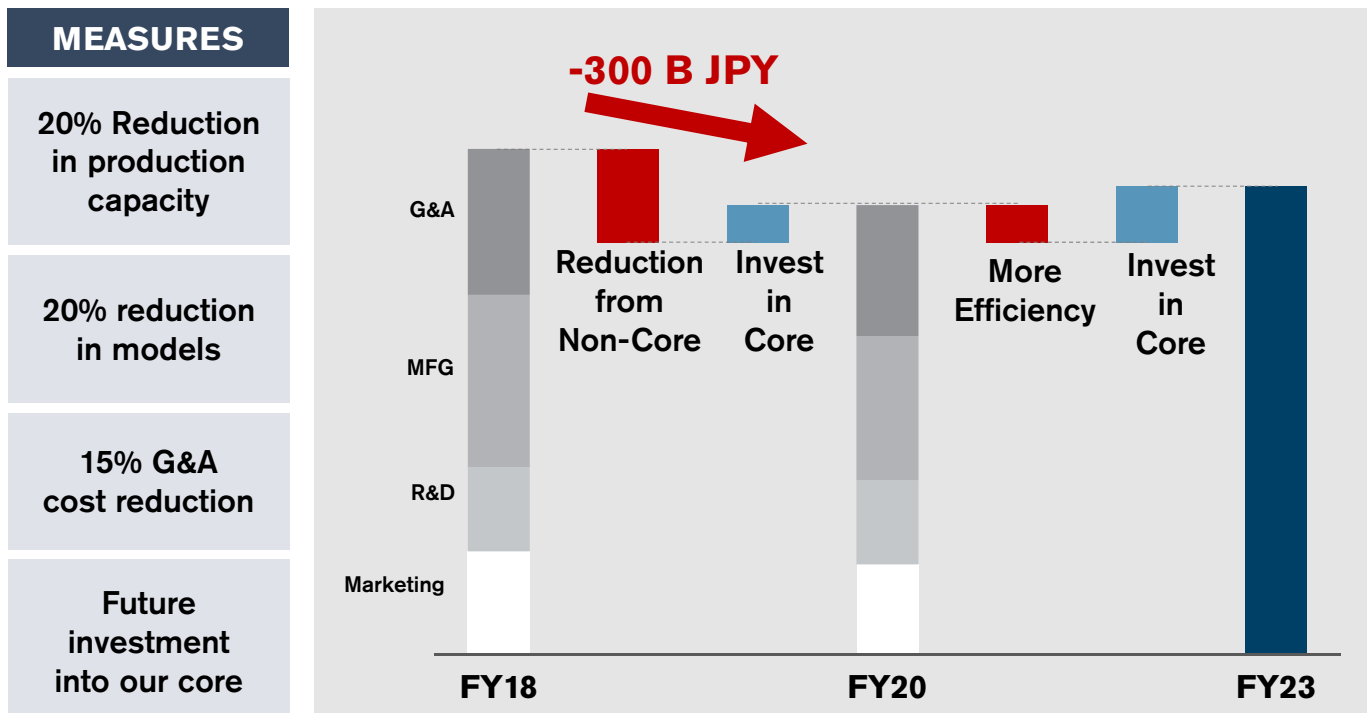 MEASURES
20% Reduction
in production
capacity
20% reduction
in models
15% G&A
cost reduction
Future
investment
into our core
-300 B JPY
G&A
MFG
R&D
Marketing
Reduction
from
Non-Core
Invest
in
Core
More
Efficiency
Invest
in
Core
FY18
FY20
FY23